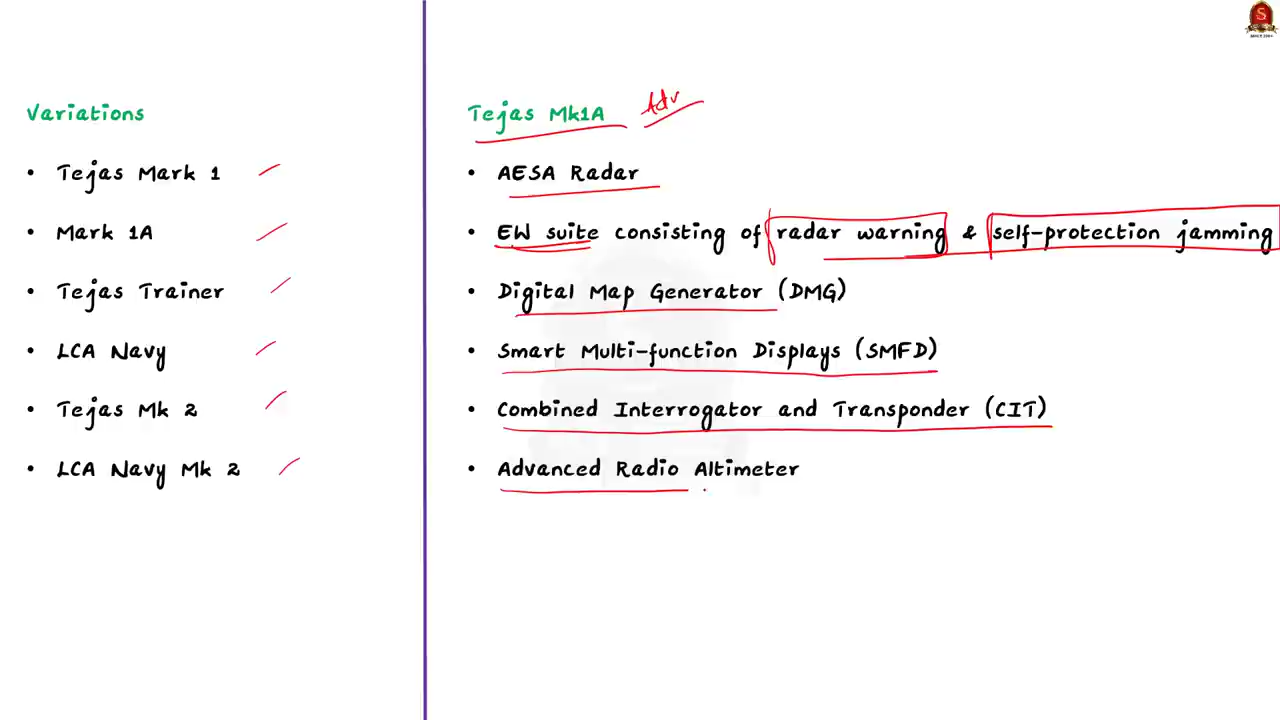 Variations
• Tejas Mark 1
• Mark 1A
• Tejas Trainer
• LCA Navy
• Tejas Mk 2
• LCA Navy Mk 2
Tejas Mk1A Adv
• AESA Radar
• EW suite consisting of radar warning & self-protection jamming
• Digital Map Generator (DMG)
• Smart Multi-function Displays (SMFD)
• Combined Interrogator and Transponder (CIT)
• Advanced Radio Altimeter